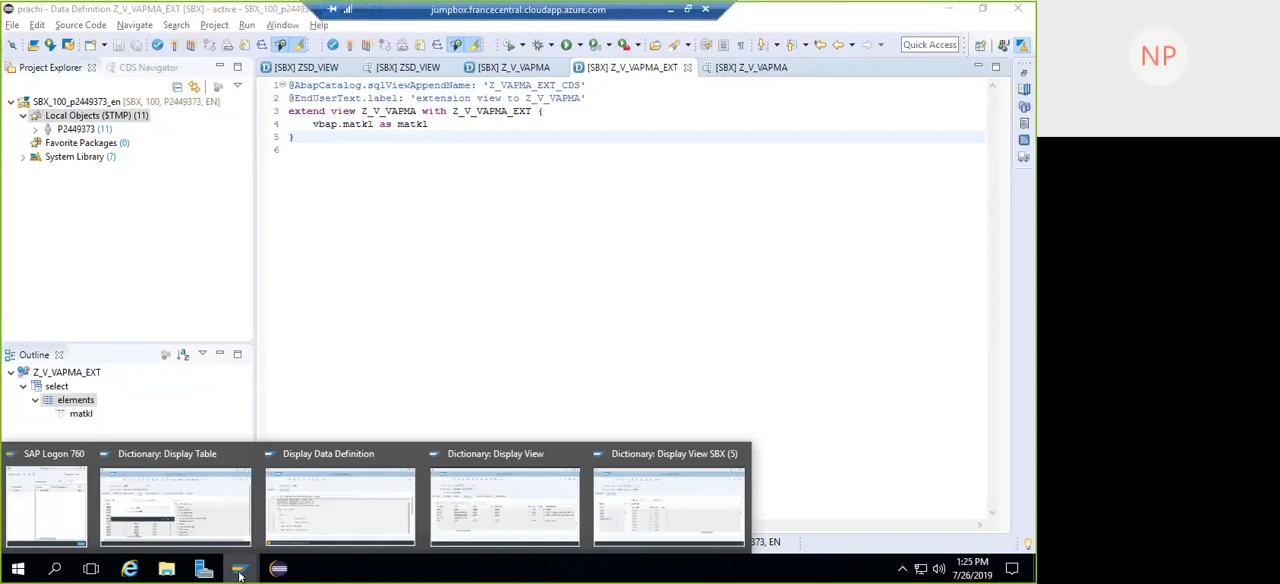 prachi - Data Definition Z_V_VAPMA_EXT [SBX] - active - SBX_100_p2449373
jumpbox.francecentral.cloudapp.azure.com
File Edit Source Code Navigate Search Project Run Window Help
Quick Access
Project Explorer CDS Navigator
[SBX] ZSD_VIEW [SBX] ZSD_VIEW [SBX] Z_V_VAPMA [SBX] Z_V_VAPMA_EXT [SBX] Z_V_VAPMA
NP
1 @AbapCatalog.sqlViewAppendName: 'Z_VAPMA_EXT_CDS'
2 @EndUserText.label: 'extension view to Z_V_VAPMA'
3 extend view Z_V_VAPMA with Z_V_VAPMA_EXT {
4 vbap.matkl as matkl
5 }
6
SBX_100_p2449373_en [SBX, 100, P2449373, EN]
Local Objects ($TMP) (11)
P2449373 (11)
Favorite Packages (0)
System Library (?)
Outline
Z_V_VAPMA_EXT
select
elements
matkl
SAP Logon 760 Dictionary: Display Table Display Data Definition Dictionary: Display View Dictionary: Display View SBX (5)
373, EN
1:25 PM
7/26/2019